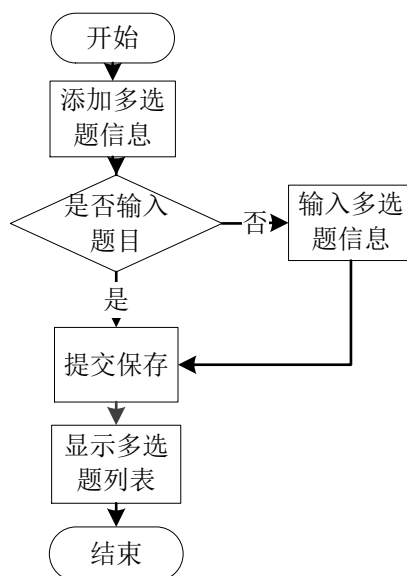 开始
添加多选
题信息
是否输入
题目
否
输入多选
题信息
是
提交保存
显示多选
题列表
结束